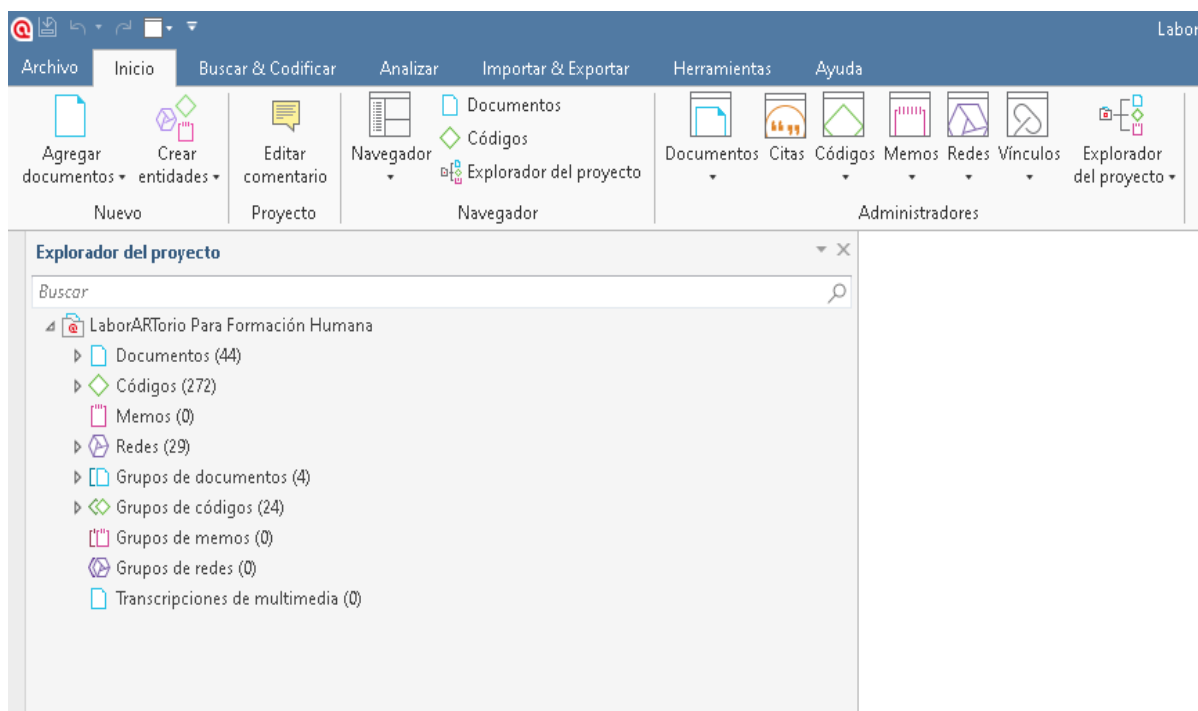 Labor
Archivo Inicio Buscar & Codificar Analizar Importar & Exportar Herramientas Ayuda
Agregar documentos
Crear entidades
Nuevo
Editar comentario
Proyecto
Navegador
Documentos
Códigos
Explorador del proyecto
Navegador
Documentos Citas Códigos Memos Redes Vínculos
Explorador del proyecto
Administradores
Explorador del proyecto
Buscar
LaborARTorio Para Formación Humana
Documentos (44)
Códigos (272)
Memos (0)
Redes (29)
Grupos de documentos (4)
Grupos de códigos (24)
Grupos de memos (0)
Grupos de redes (0)
Transcripciones de multimedia (0)